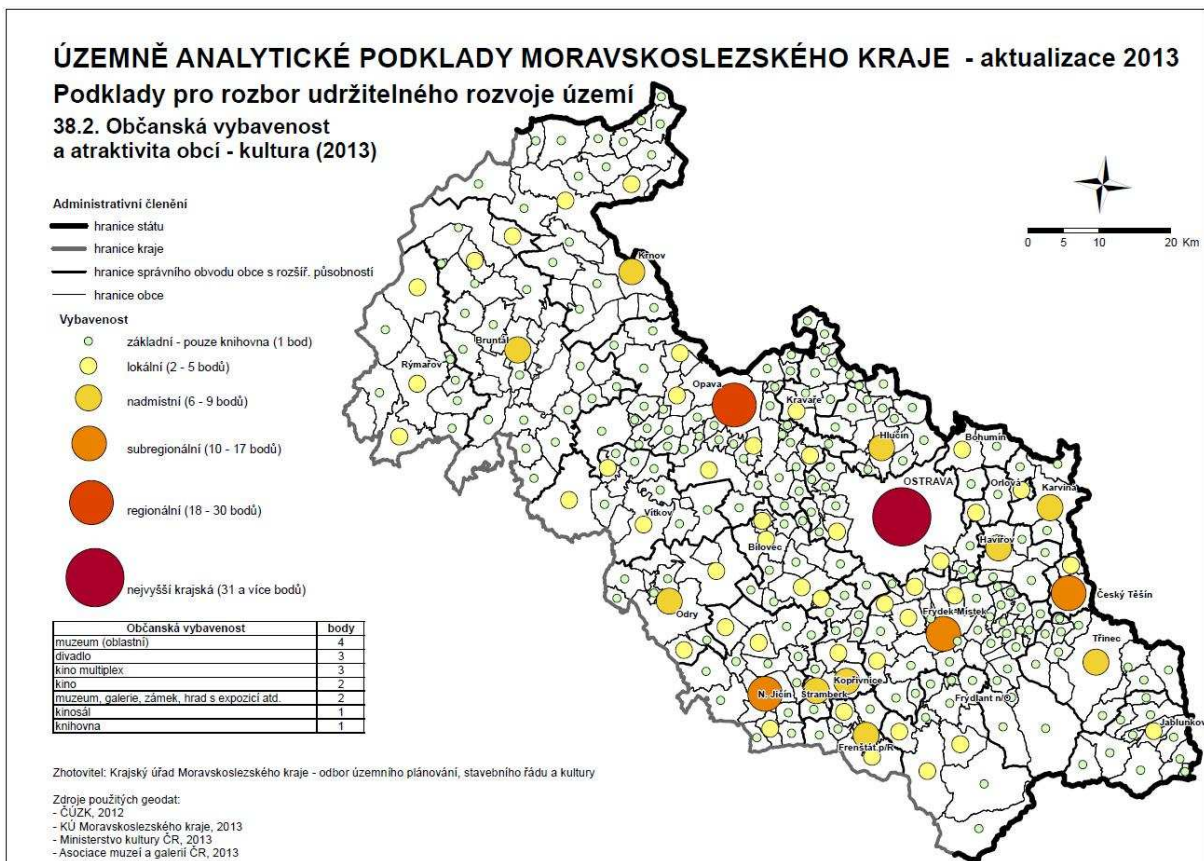 ÚZEMNĚ ANALYTICKÉ PODKLADY MORAVSKOSLEZSKÉHO KRAJE - aktualizace 2013
Podklady pro rozbor udržitelného rozvoje území
38.2. Občanská vybavenost
a atraktivita obcí - kultura (2013)
Administrativní členění
hranice státu
hranice kraje
hranice správního obvodu obce s rozšíř. působností
hranice obce
Vybavenost
základní - pouze knihovna (1 bod)
lokální (2 - 5 bodů)
nadmístní (6 - 9 bodů)
subregionální (10 - 17 bodů)
regionální (18 - 30 bodů)
nejvyšší krajská (31 a více bodů)
Občanská vybavenost body
muzeum (oblastní) 4
divadlo 3
kino multiplex 3
kino 2
muzeum, galerie, zámek, hrad s expozicí atd. 2
kinosál 1
knihovna 1
Zhotovitel: Krajský úřad Moravskoslezského kraje - odbor územního plánování, stavebního řádu a kultury
Zdroje použitých geodat:
- ČÚZK, 2012
- KÚ Moravskoslezského kraje, 2013
- Ministerstvo kultury ČR, 2013
- Asociace muzeí a galerií ČR, 2013
0 5 10 20 Km
Krnov
Bruntál
Rýmařov
Opava
Kravaře
Hlučín
Bohumín
OSTRAVA
Orlová
Karviná
Vítkov
Bílovec
Havířov
Český Těšín
Odry
Frýdek Místek
Třinec
Kopřivnice
N. Jičín
Štramberk
Frýdlant n/O
Jablunkov
Frenštát p/R